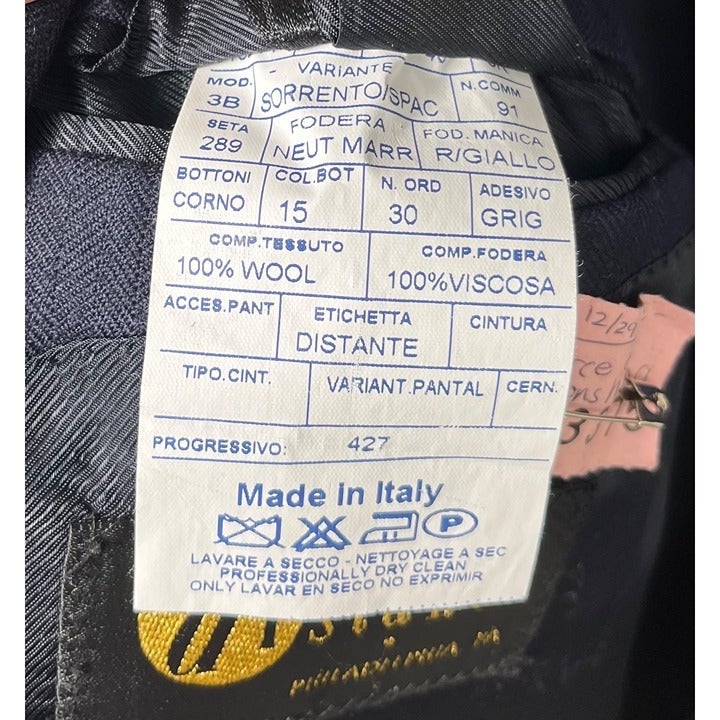 - VARIANTE
MOD. N.COMM
3B SORRENTO/SPAC 91
SETA FODERA FOD. MANICA
289 NEUT MARR R/GIALLO
BOTTONI COL.BOT N. ORD ADESIVO
CORNO 15 30 GRIG
COMP.TESSUTO COMP.FODERA
100% WOOL 100%VISCOSA
ACCES.PANT ETICHETTA CINTURA
DISTANTE
TIPO.CINT. VARIANT.PANTAL CERN.
PROGRESSIVO: 427
Made in Italy
P
LAVARE A SECCO - NETTOYAGE A SEC
PROFESSIONALLY DRY CLEAN
ONLY LAVAR EN SECO NO EXPRIMIR
12/29
PHILADELPHIA PA